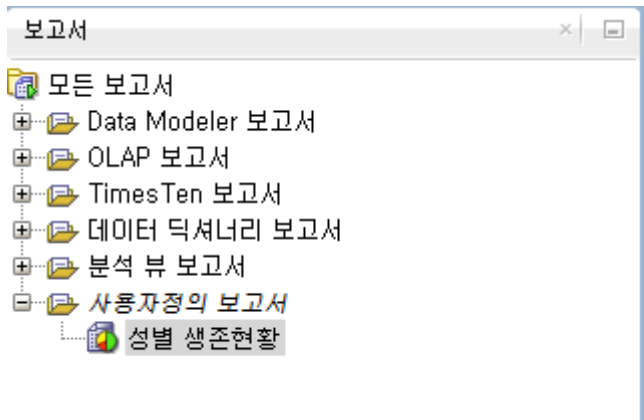 보고서
모든 보고서
Data Modeler 보고서
OLAP 보고서
TimesTen 보고서
데이터 딕셔너리 보고서
분석 뷰 보고서
사용자정의 보고서
성별 생존현황